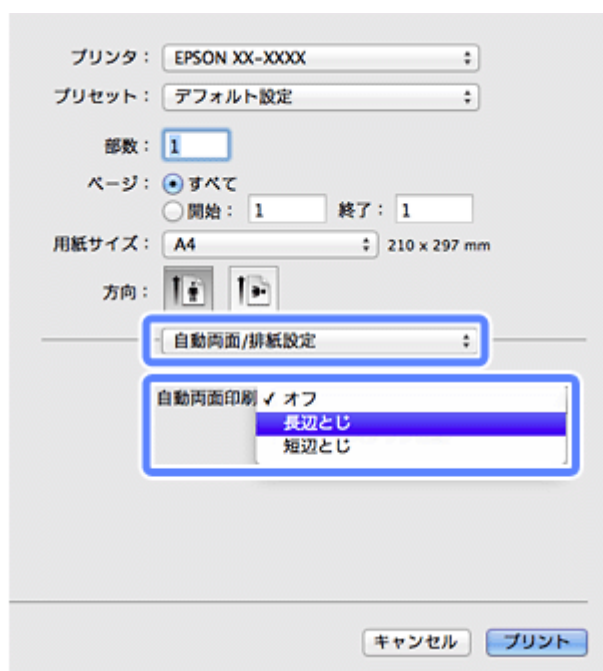 プリンタ： EPSON XX-XXXX
プリセット： デフォルト設定
部数： 1
ページ： すべて
開始： 1 終了： 1
用紙サイズ： A4 210 x 297 mm
方向：
自動両面/排紙設定
自動両面印刷 ✓ オフ
長辺とじ
短辺とじ
キャンセル プリント